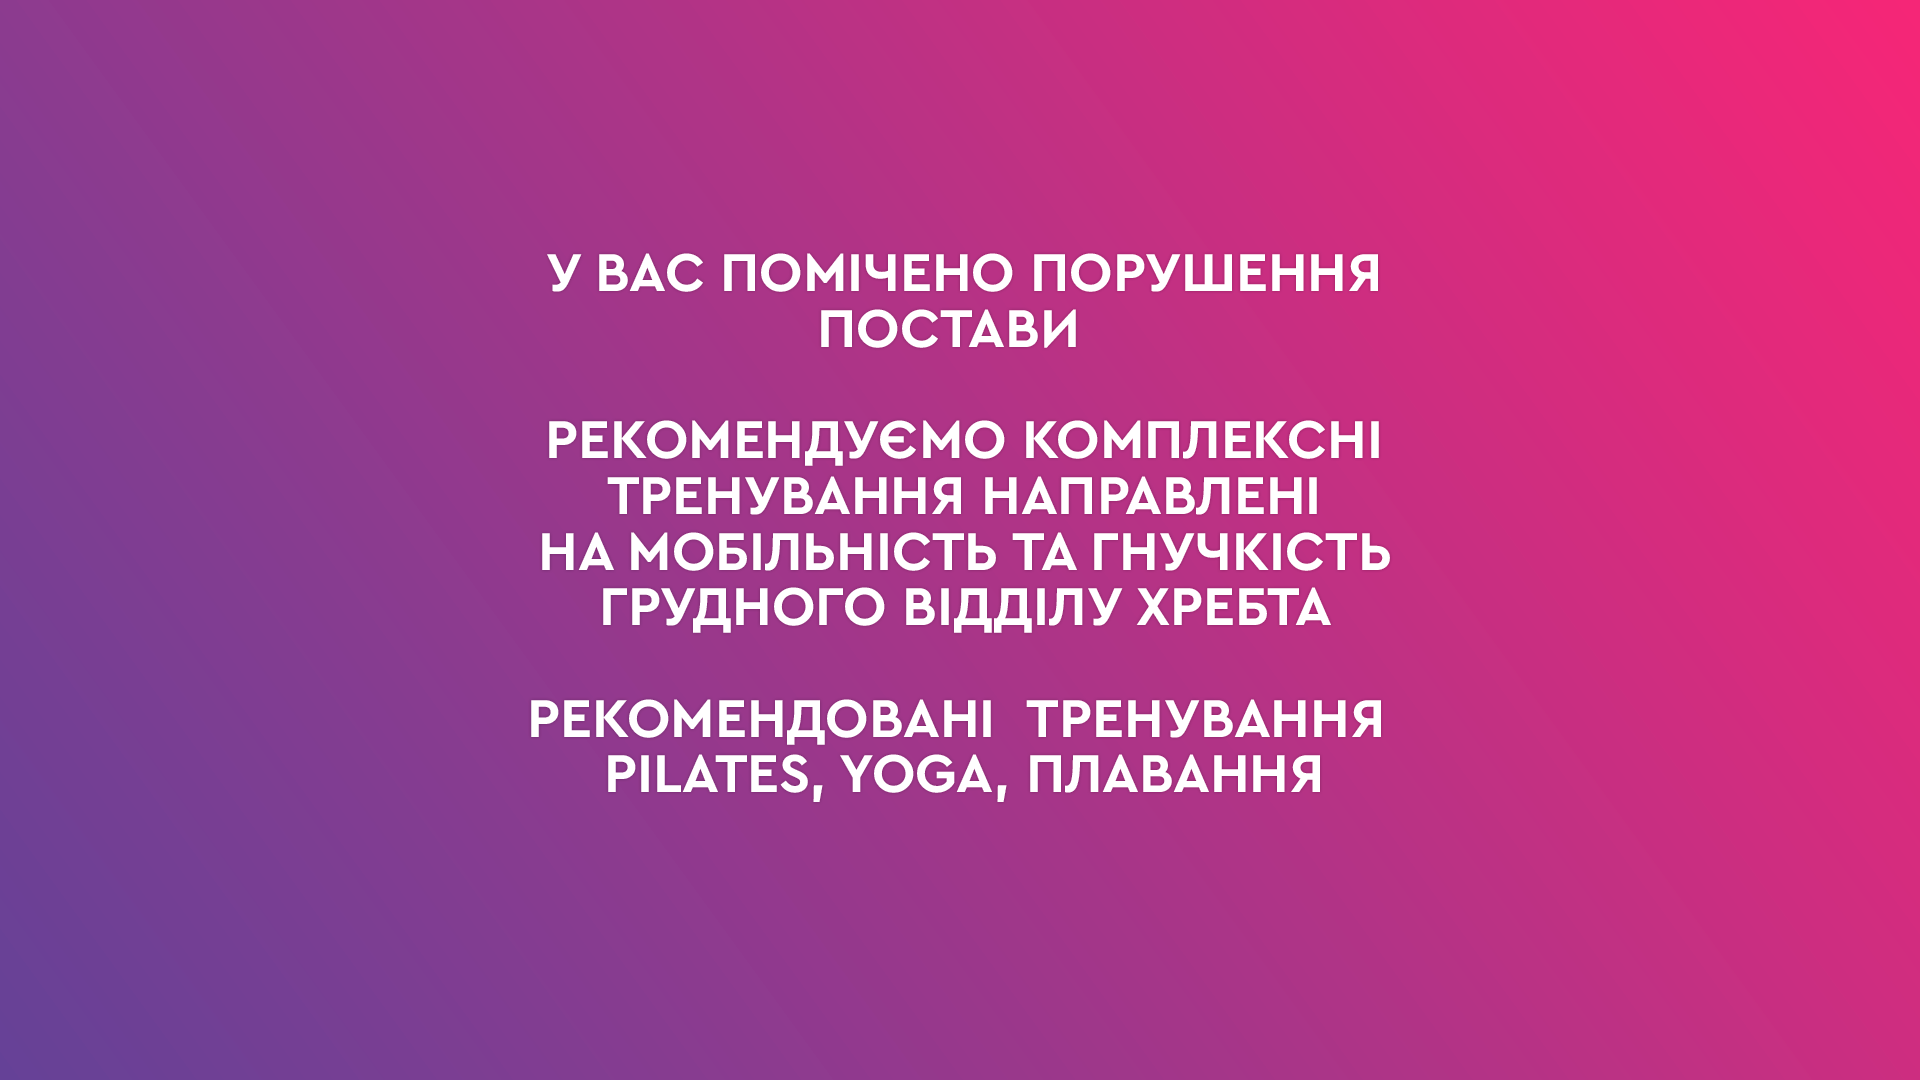 У ВАС ПОМІЧЕНО ПОРУШЕННЯ
ПОСТАВИ
РЕКОМЕНДУЄМО КОМПЛЕКСНІ
ТРЕНУВАННЯ НАПРАВЛЕНІ
НА МОБІЛЬНІСТЬ ТА ГНУЧКІСТЬ
ГРУДНОГО ВІДДІЛУ ХРЕБТА
РЕКОМЕНДОВАНІ ТРЕНУВАННЯ
PILATES, YOGA, ПЛАВАННЯ